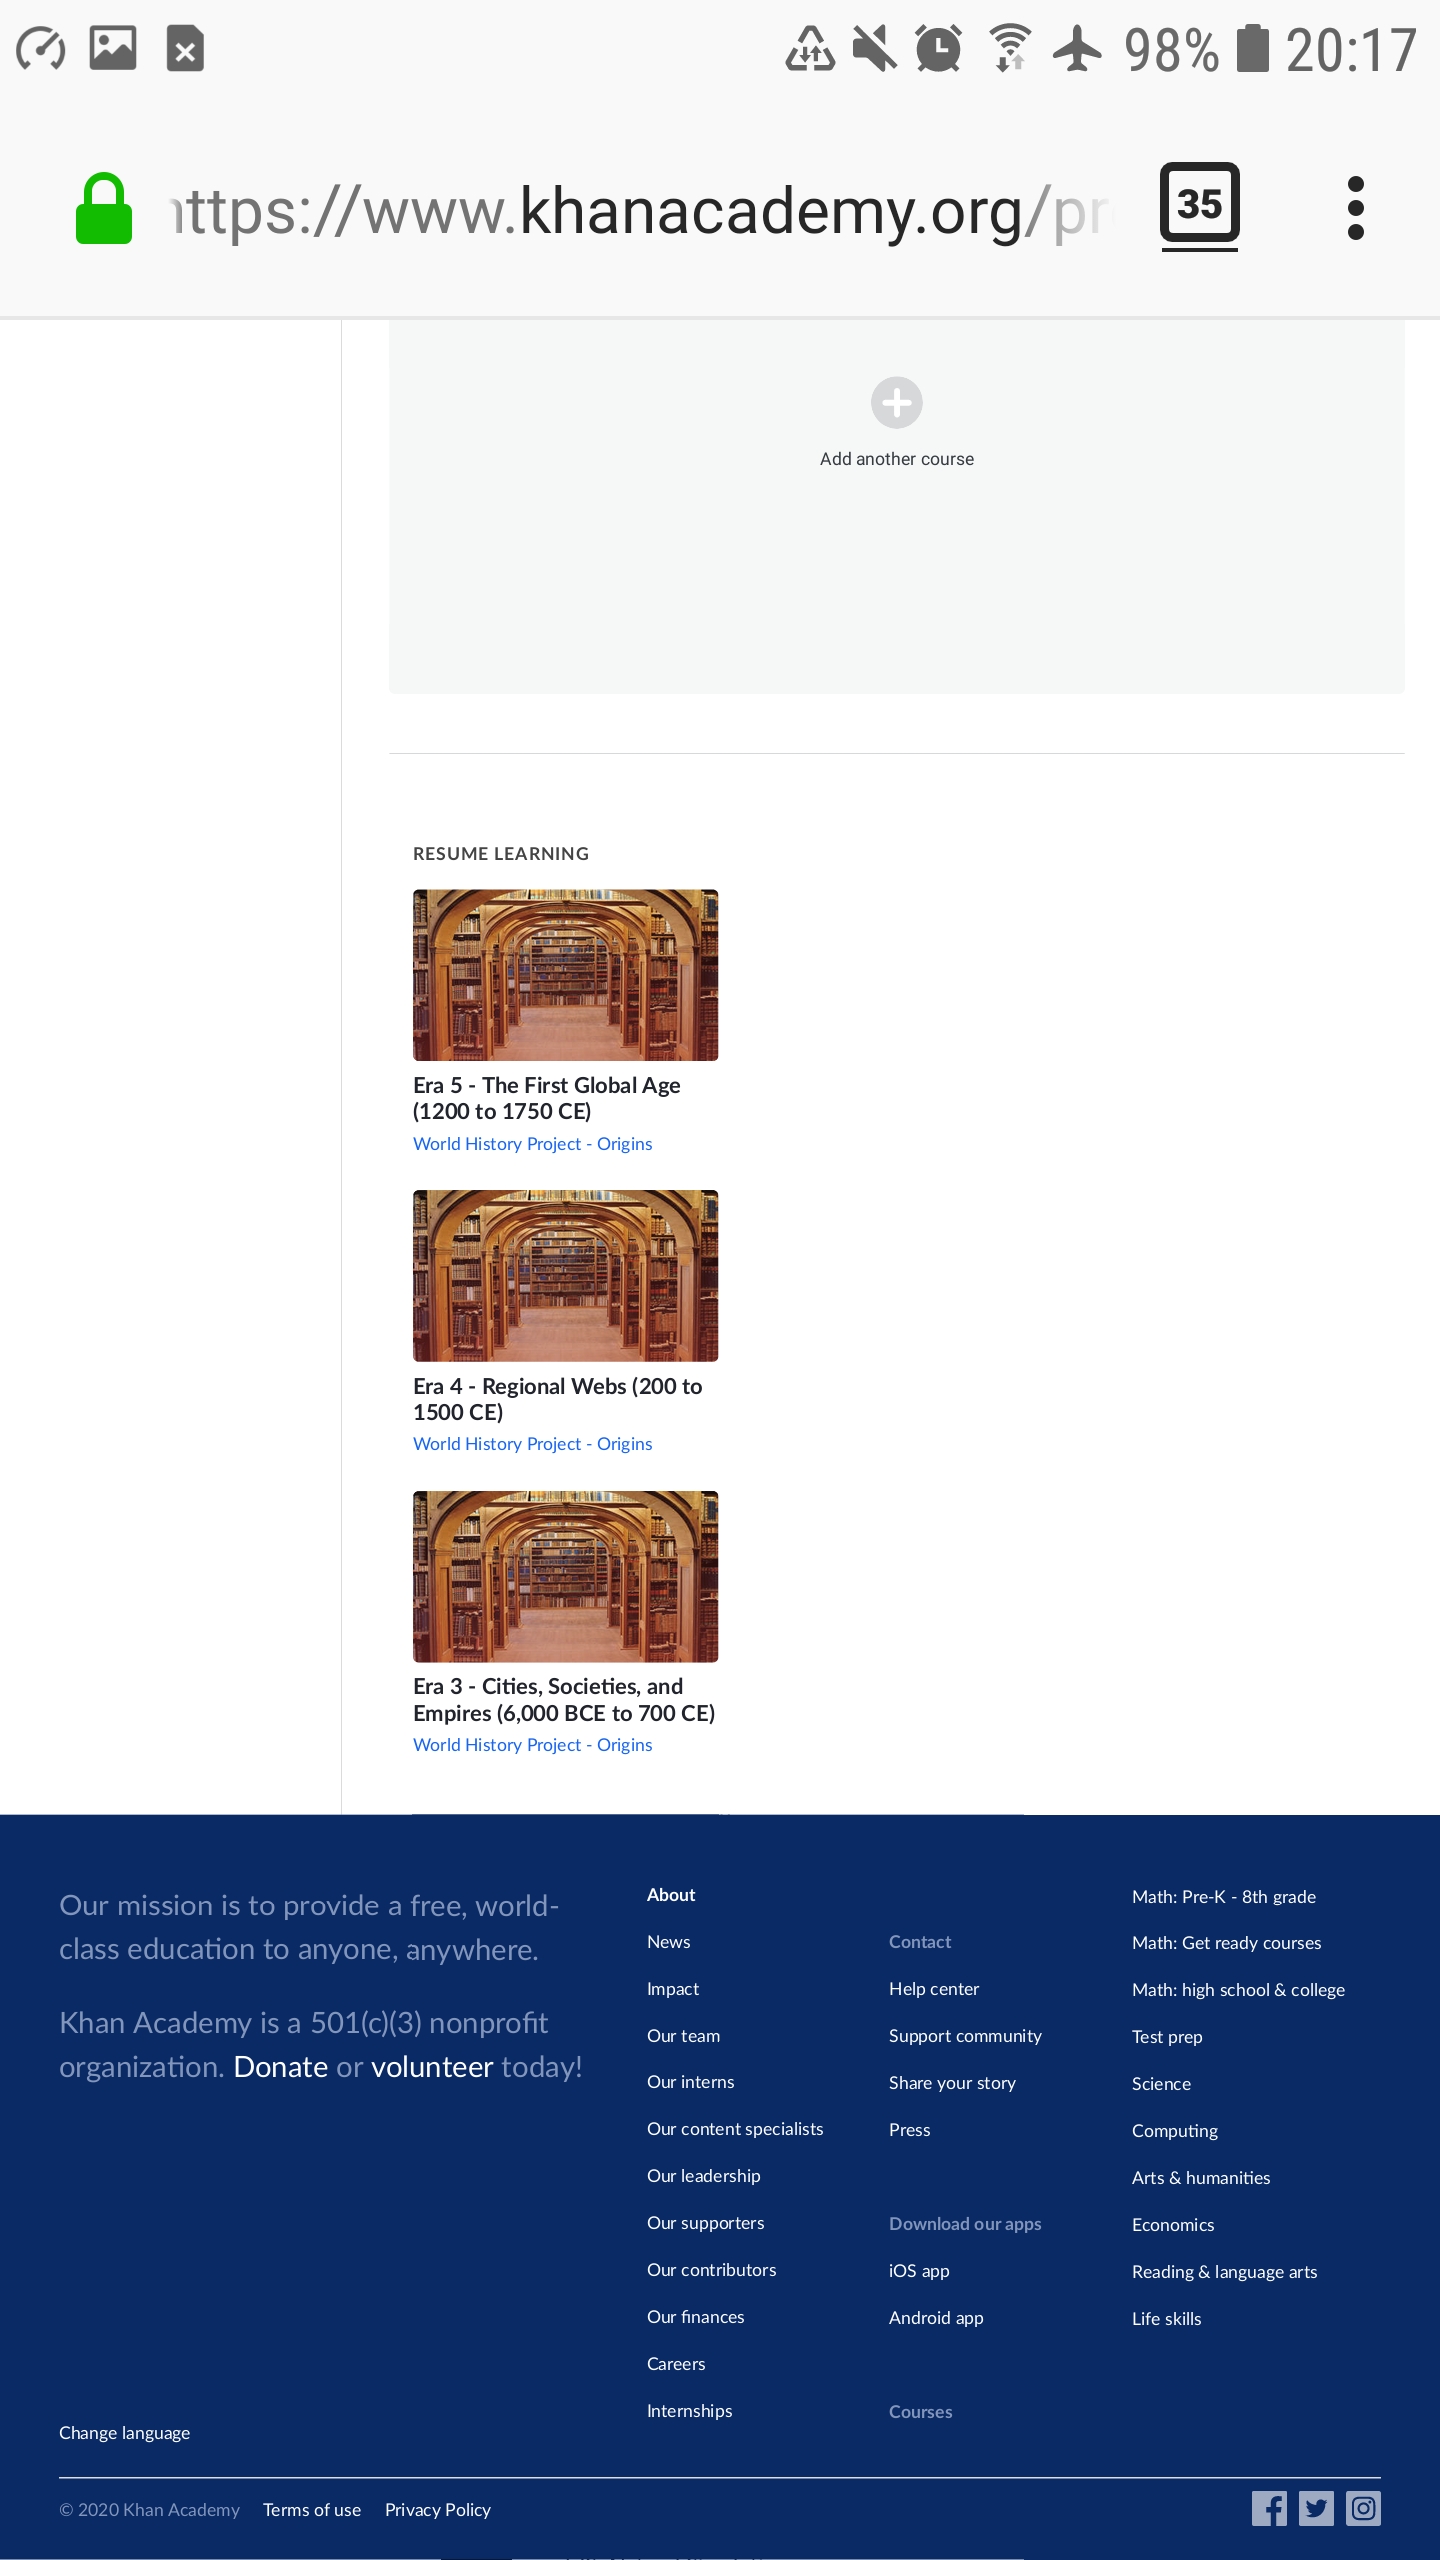 98% 20:17
https://www.khanacademy.org/pr
35
Add another course
RESUME LEARNING
Era 5 - The First Global Age
(1200 to 1750 CE)
World History Project - Origins
Era 4 - Regional Webs (200 to
1500 CE)
World History Project - Origins
Era 3 - Cities, Societies, and
Empires (6,000 BCE to 700 CE)
World History Project - Origins
Our mission is to provide a free, world-
class education to anyone, anywhere.
Khan Academy is a 501(c)(3) nonprofit
organization. Donate or volunteer today!
Change language
About
News
Impact
Our team
Our interns
Our content specialists
Our leadership
Our supporters
Our contributors
Our finances
Careers
Internships
Contact
Help center
Support community
Share your story
Press
Download our apps
iOS app
Android app
Courses
Math: Pre-K - 8th grade
Math: Get ready courses
Math: high school & college
Test prep
Science
Computing
Arts & humanities
Economics
Reading & language arts
Life skills
© 2020 Khan Academy Terms of use Privacy Policy